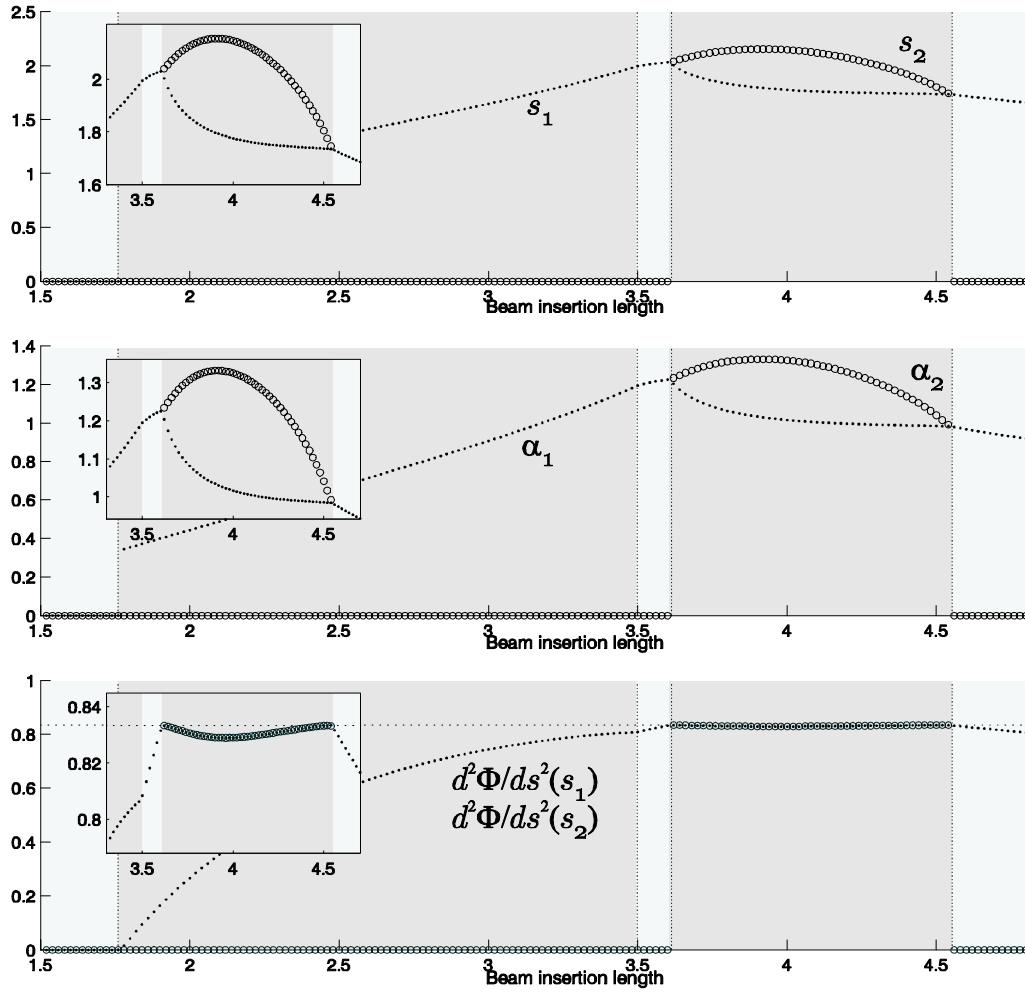 2.5
2
1.5
1
0.5
0
2
1.8
1.6
3.5 4 4.5
s1
s2
1.5 2 2.5 3 3.5 4 4.5
Beam insertion length
1.4
1.2
1
0.8
0.6
0.4
0.2
0
1.3
1.2
1.1
1
3.5 4 4.5
α1
α2
1.5 2 2.5 3 3.5 4 4.5
Beam insertion length
1
0.8
0.6
0.4
0.2
0
0.84
0.82
0.8
3.5 4 4.5
d²Φ/ds²(s₁)
d²Φ/ds²(s₂)
1.5 2 2.5 3 3.5 4 4.5
Beam insertion length